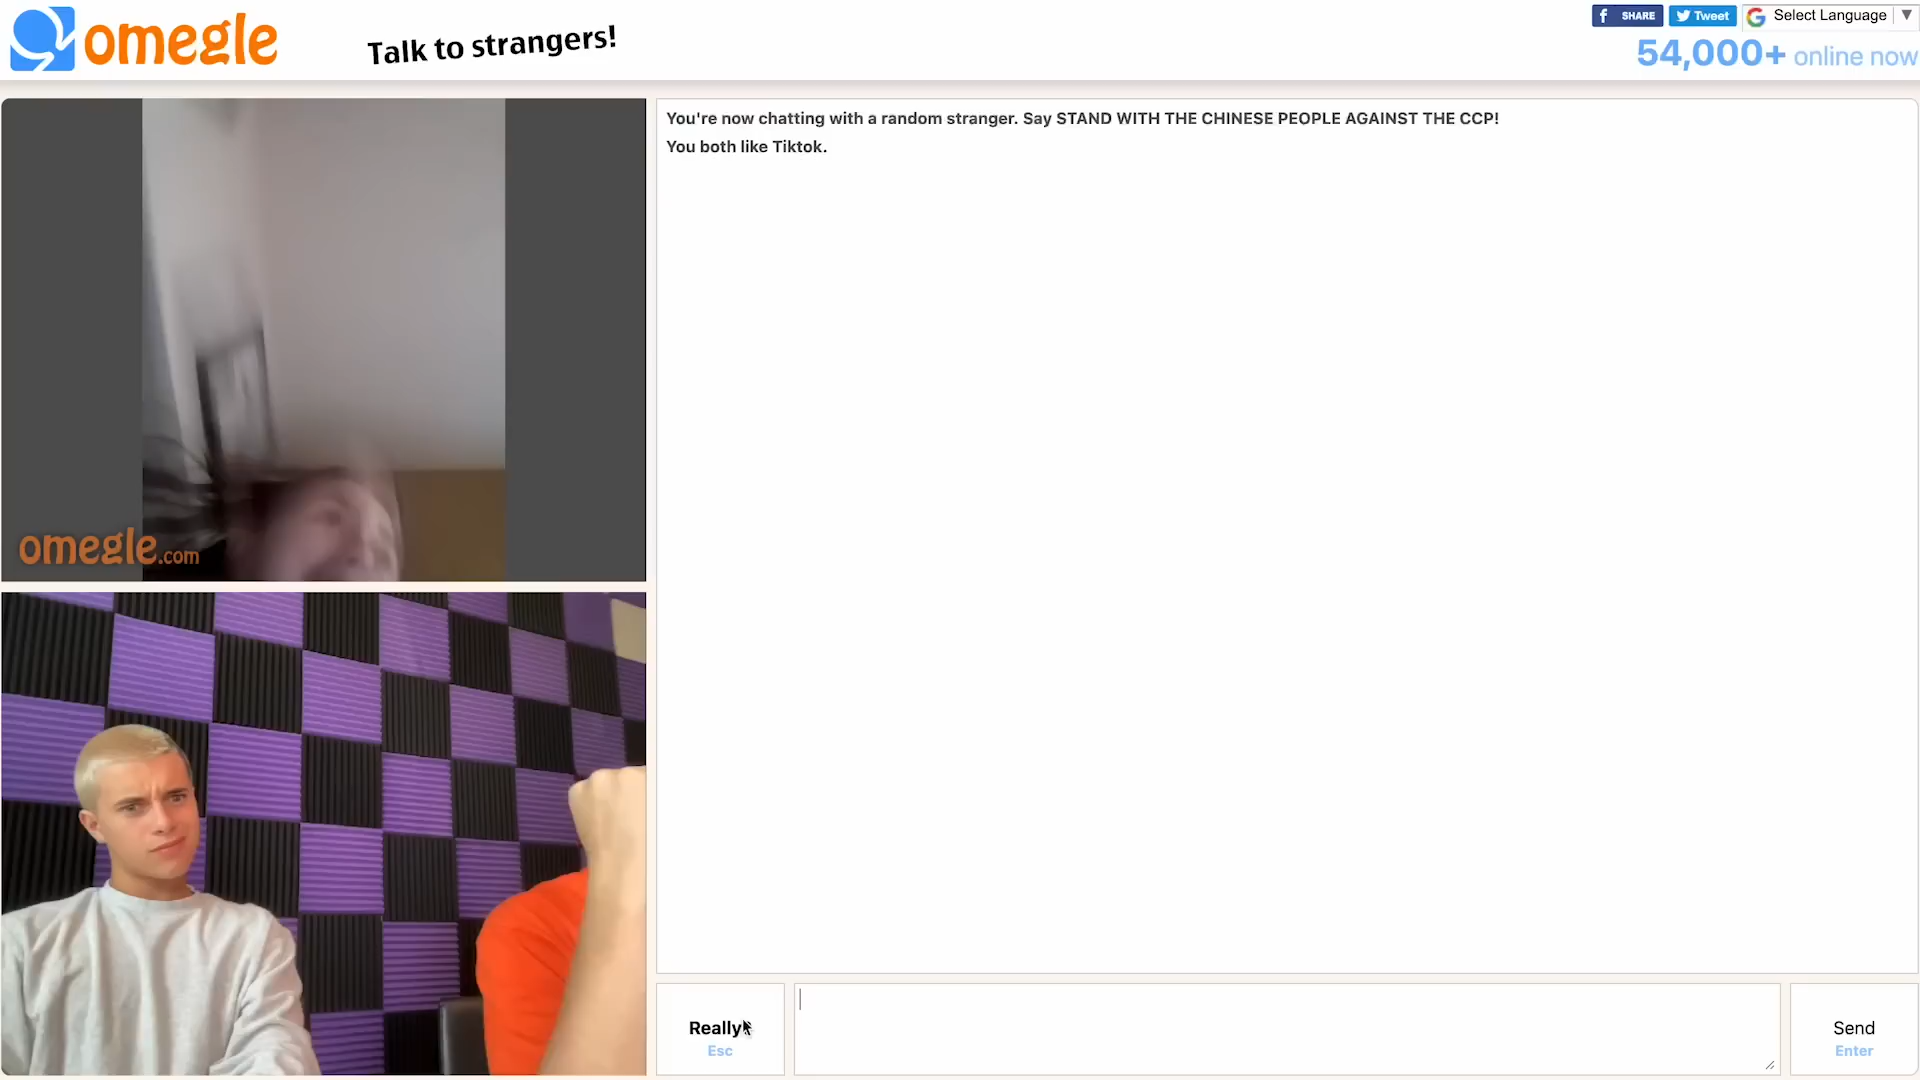 omegle
Talk to strangers!
SHARE
Tweet
Select Language
54,000+ online now
You're now chatting with a random stranger. Say STAND WITH THE CHINESE PEOPLE AGAINST THE CCP!
You both like Tiktok.
omegle.com
Really
Esc
Send
Enter